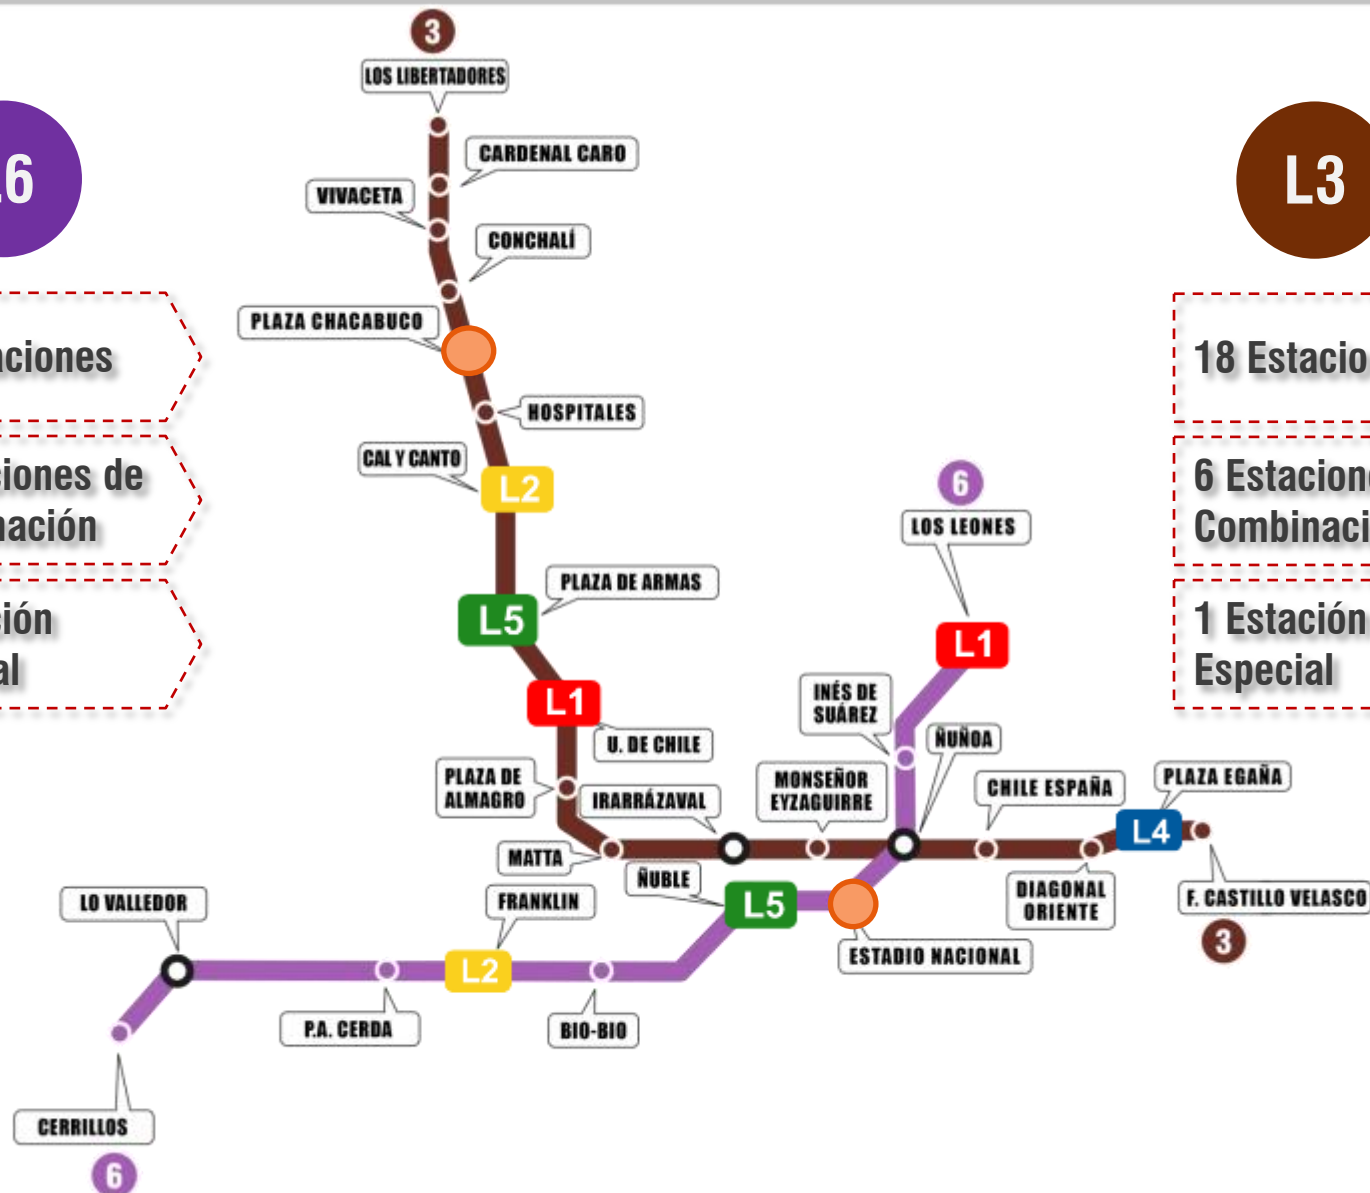 3
LOS LIBERTADORES
CARDENAL CARO
VIVACETA
CONCHALÍ
PLAZA CHACABUCO
HOSPITALES
CAL Y CANTO
L2
PLAZA DE ARMAS
L5
L1
U. DE CHILE
PLAZA DE
ALMAGRO
IRARRÁZAVAL
MATTA
MONSEÑOR
EYZAGUIRRE
ÑUÑOA
CHILE ESPAÑA
DIAGONAL
ORIENTE
PLAZA EGAÑA
L4
F. CASTILLO VELASCO
3
6
LOS LEONES
L1
INÉS DE
SUÁREZ
ESTADIO NACIONAL
ÑUBLE
L5
BIO-BIO
FRANKLIN
L2
P.A. CERDA
LO VALLEDOR
CERRILLOS
6
6
aciones
ciones de
nación
ión
al
L3
18 Estacio
6 Estacion
Combinaci
1 Estación
Especial